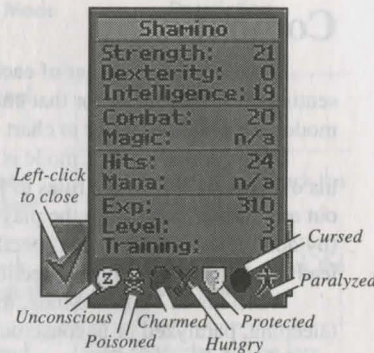 Co
Shamino
Strength: 21
Dexterity: 0
Intelligence: 19
Combat: 20
Magic: n/a
Hits: 24
Mana: n/a
Exp: 310
Level: 3
Training: 0
Left-click
to close
Z
Cursed
Paralyzed
Unconscious
Charmed
Protected
Poisoned
Hungry